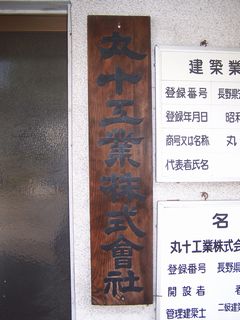 丸十工業株式會社
建築業
登録番号 長野県
登録年月日 昭和
商号又は名称 丸
代表者氏名
名
丸十工業株式
登録番号 長野県
開設者
管理建築士 二級建